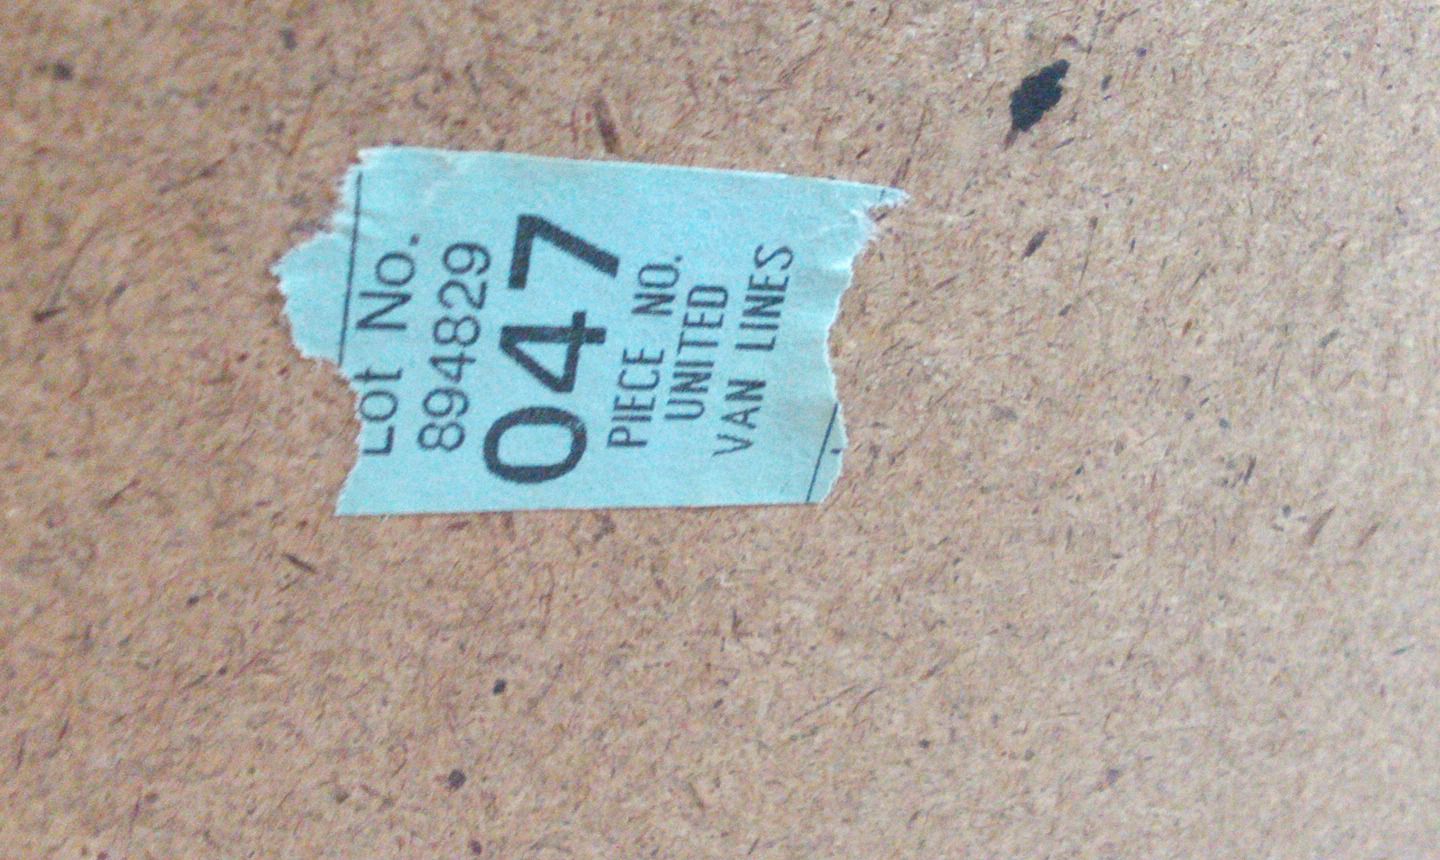 Lot No.
894829
047
PIECE NO.
UNITED
VAN LINES